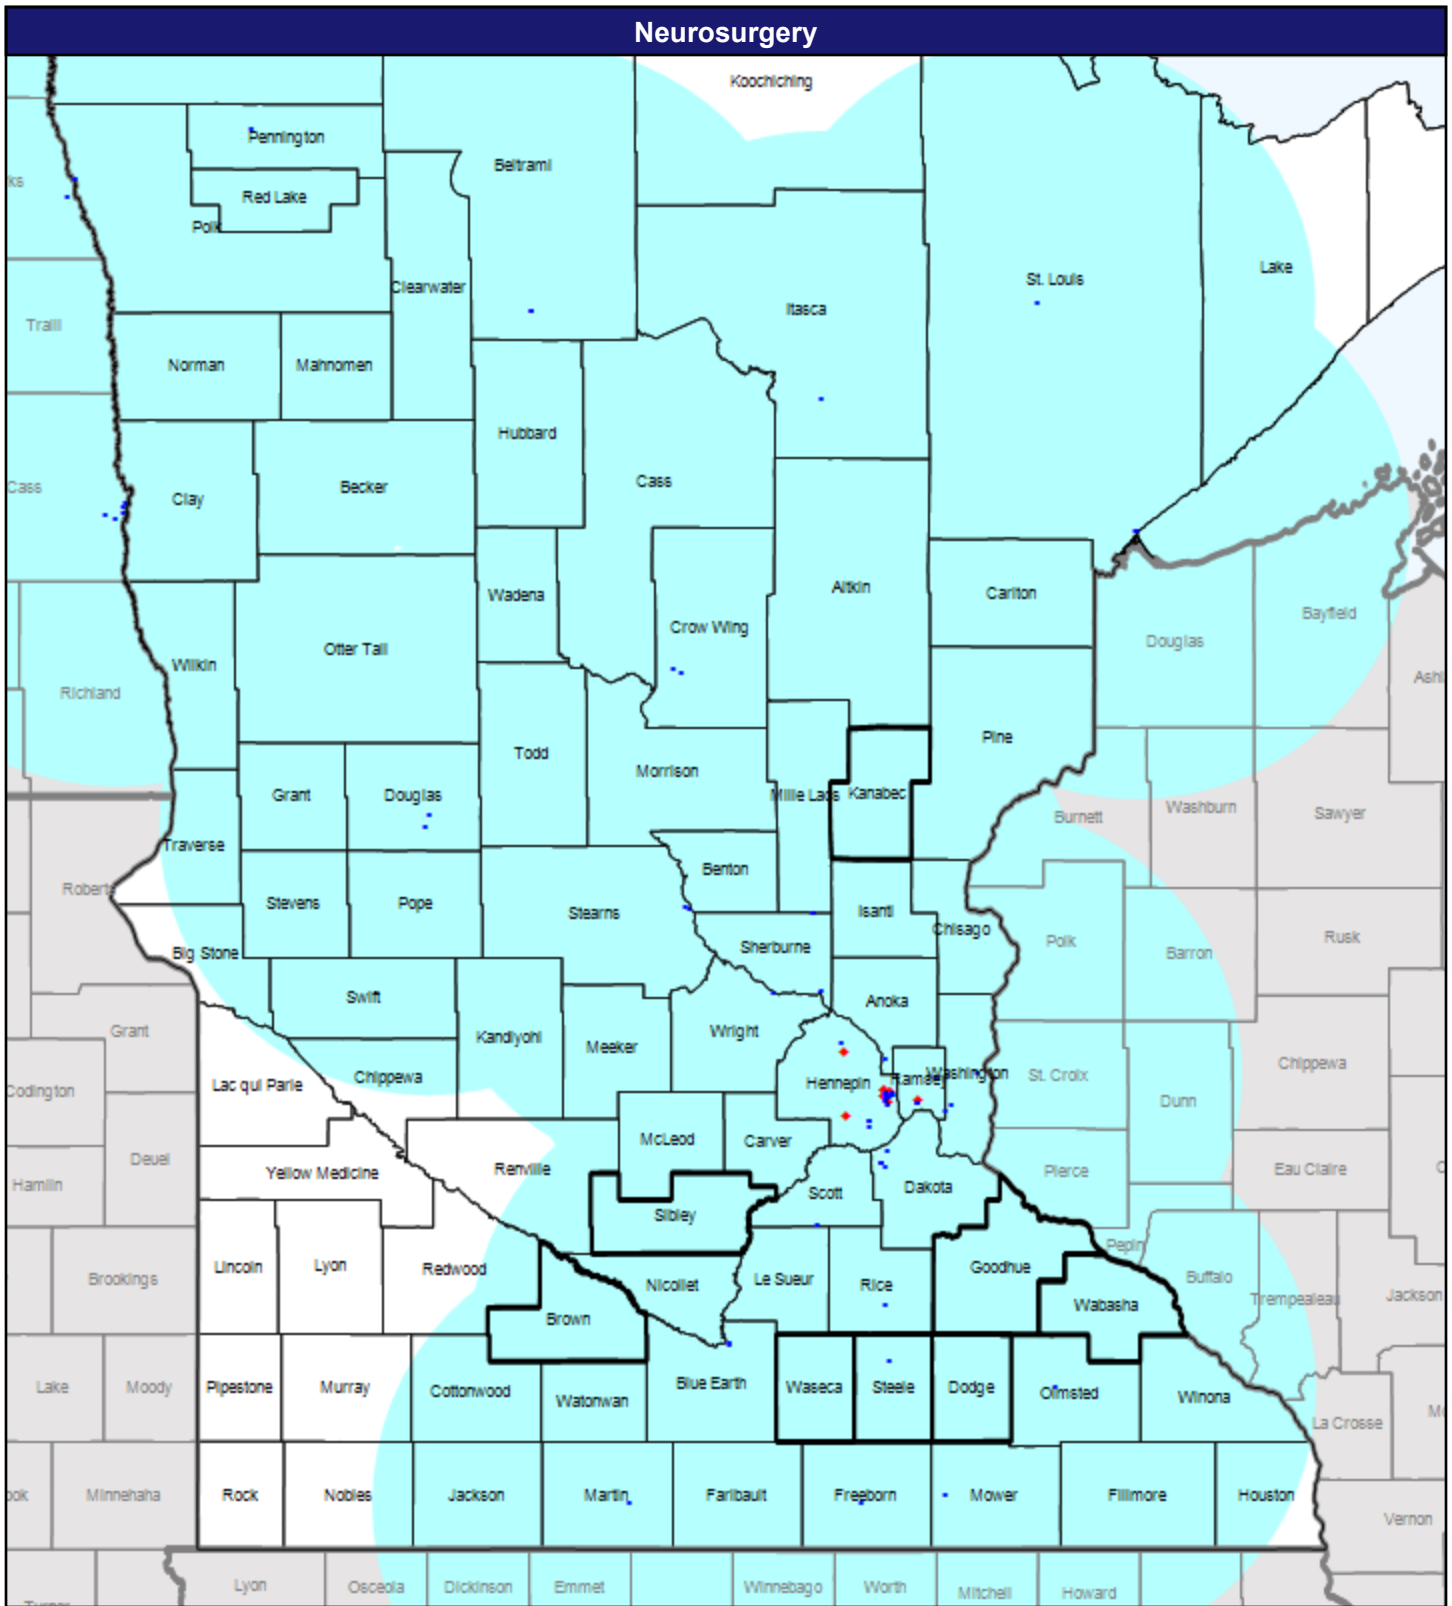 Neurosurgery
Koochiching
Pennington
Beltrami
ks
Red Lake
Polk
Clearwater
St. Louis
Lake
Itasca
Traill
Norman
Mahnomen
Hubbard
Cass
Cass
Clay
Becker
Aitkin
Carlton
Wadena
Crow Wing
Bayfield
Douglas
Otter Tail
Wilkin
Richland
Ashl
Pine
Todd
Morrison
Grant
Douglas
Mille Lacs
Kanabec
Washburn
Burnett
Sawyer
Traverse
Benton
Roberts
Stevens
Pope
Stearns
Isanti
Chisago
Polk
Barron
Rusk
Big Stone
Sherburne
Swift
Anoka
Grant
Wright
Kandiyohi
Meeker
Chippewa
Codington
Lac qui Parle
Chippewa
Hennepin
Ramsey
Washington
St. Croix
Dunn
McLeod
Carver
Deuel
Yellow Medicine
Renville
Pierce
Eau Claire
C
Hamlin
Scott
Dakota
Sibley
Pepin
Brookings
Lincoln
Lyon
Redwood
Nicollet
Le Sueur
Rice
Goodhue
Buffalo
Trempealeau
Jackson
Wabasha
Brown
Lake
Moody
Pipestone
Murray
Cottonwood
Watonwan
Blue Earth
Waseca
Steele
Dodge
Olmsted
Winona
La Crosse
Mo
ook
Minnehaha
Rock
Nobles
Jackson
Martin
Faribault
Freeborn
Mower
Fillmore
Houston
Vernon
Lyon
Osceola
Dickinson
Emmet
Winnebago
Worth
Mitchell
Howard
Turner